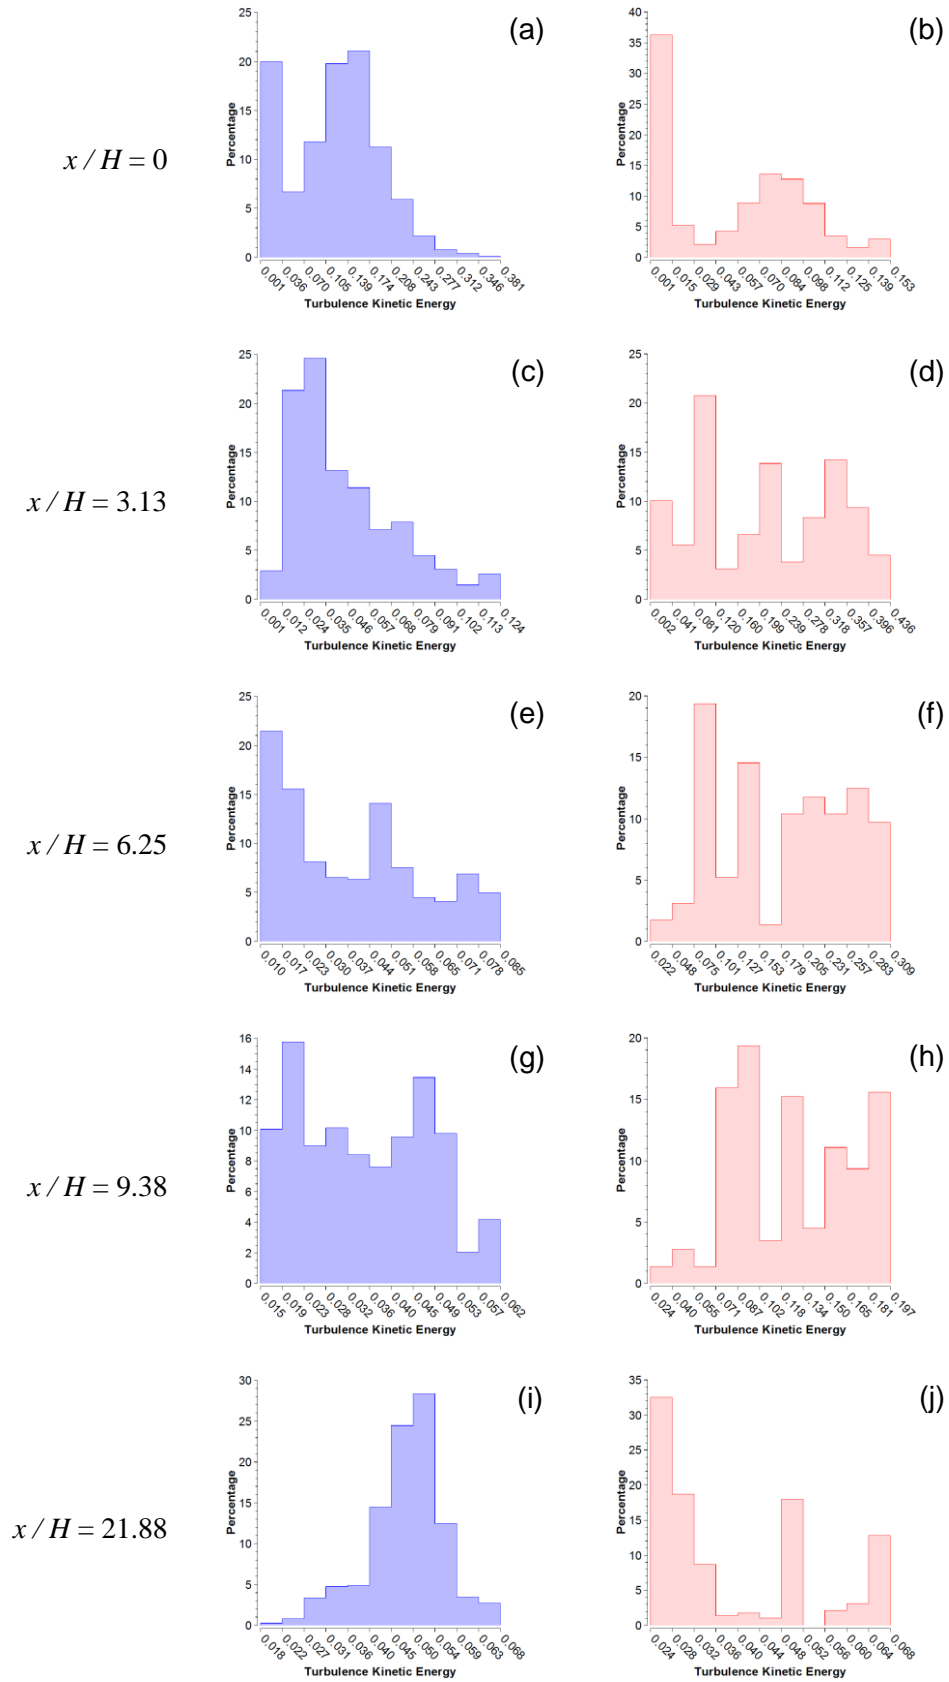 (a)
25
20
15
10
5
0
Percentage
0.001 0.036 0.070 0.105 0.139 0.174 0.208 0.243 0.277 0.312 0.346 0.381
Turbulence Kinetic Energy
(b)
40
35
30
25
20
15
10
5
0
Percentage
0.001 0.015 0.029 0.043 0.057 0.070 0.084 0.098 0.112 0.125 0.139 0.153
Turbulence Kinetic Energy
x / H = 0
(c)
25
20
15
10
5
0
Percentage
0.001 0.012 0.024 0.035 0.046 0.057 0.068 0.079 0.091 0.102 0.113 0.124
Turbulence Kinetic Energy
(d)
25
20
15
10
5
0
Percentage
0.002 0.041 0.081 0.120 0.160 0.199 0.239 0.278 0.318 0.357 0.396 0.436
Turbulence Kinetic Energy
x / H = 3.13
(e)
25
20
15
10
5
0
Percentage
0.010 0.017 0.023 0.030 0.037 0.044 0.051 0.058 0.065 0.071 0.078 0.085
Turbulence Kinetic Energy
(f)
20
15
10
5
0
Percentage
0.022 0.048 0.075 0.101 0.127 0.153 0.179 0.205 0.231 0.257 0.283 0.309
Turbulence Kinetic Energy
x / H = 6.25
(g)
16
14
12
10
8
6
4
2
0
Percentage
0.015 0.019 0.023 0.028 0.032 0.036 0.040 0.045 0.049 0.053 0.057 0.062
Turbulence Kinetic Energy
(h)
20
15
10
5
0
Percentage
0.024 0.040 0.055 0.071 0.087 0.102 0.118 0.134 0.150 0.165 0.181 0.197
Turbulence Kinetic Energy
x / H = 9.38
(i)
30
25
20
15
10
5
0
Percentage
0.018 0.022 0.027 0.031 0.036 0.040 0.045 0.050 0.054 0.059 0.063 0.068
Turbulence Kinetic Energy
(j)
35
30
25
20
15
10
5
0
Percentage
0.024 0.028 0.032 0.036 0.040 0.044 0.048 0.052 0.056 0.060 0.064 0.068
Turbulence Kinetic Energy
x / H = 21.88